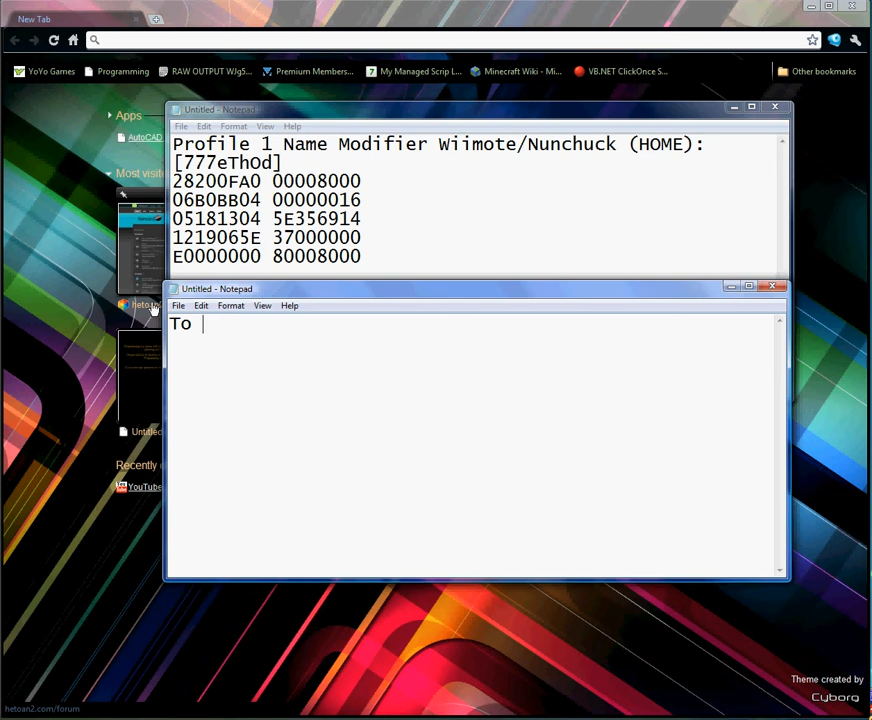 New Tab
YoYo Games
Programming
RAW OUTPUT WJg5...
Premium Members...
My Managed Scrip L...
Minecraft Wiki - Mi...
VB.NET ClickOnce S...
Other bookmarks
Apps
AutoCAD
Most visite
Untitled - Notepad
File Edit Format View Help
Profile 1 Name Modifier Wiimote/Nunchuck (HOME):
[777eThOd]
28200FA0 00008000
06B0BB04 00000016
05181304 5E356914
1219065E 37000000
E0000000 80008000
Untitled - Notepad
File Edit Format View Help
To
Untitled
Recently
YouTube
Theme created by
Cyborg
hetoan2.com/forum